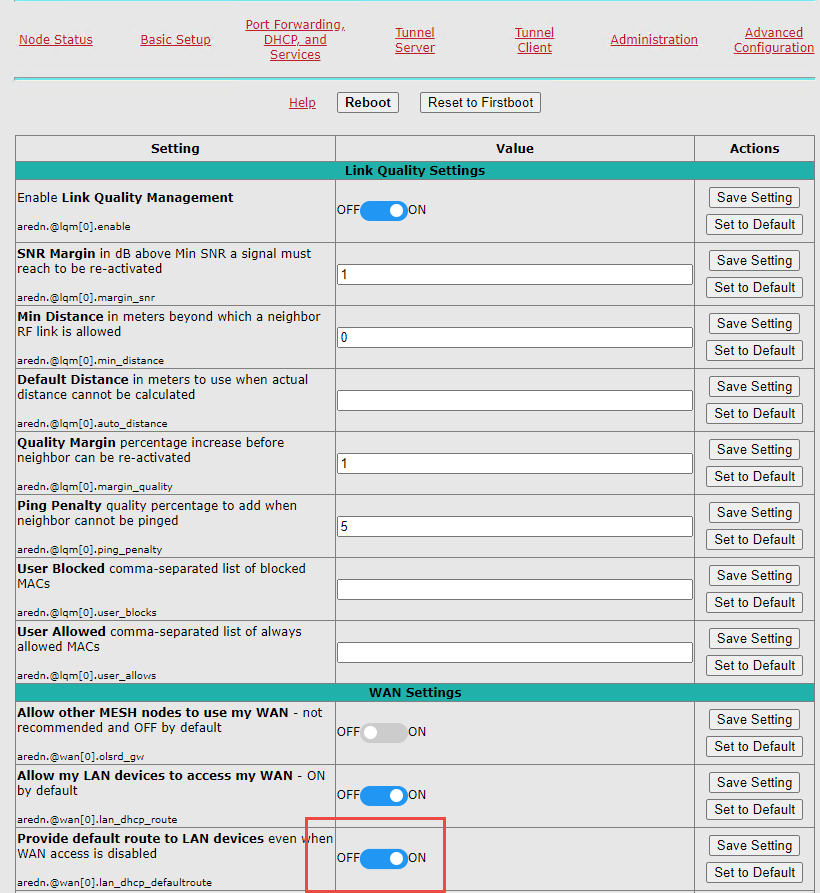 Node Status
Basic Setup
Port Forwarding,
DHCP, and
Services
Tunnel
Server
Tunnel
Client
Administration
Advanced
Configuration
Help
Reboot
Reset to Firstboot
Setting
Value
Actions
Link Quality Settings
Enable Link Quality Management
aredn.@lqm[0].enable
OFF ON
Save Setting
Set to Default
SNR Margin in dB above Min SNR a signal must
reach to be re-activated
aredn.@lqm[0].margin_snr
1
Save Setting
Set to Default
Min Distance in meters beyond which a neighbor
RF link is allowed
aredn.@lqm[0].min_distance
0
Save Setting
Set to Default
Default Distance in meters to use when actual
distance cannot be calculated
aredn.@lqm[0].auto_distance
Save Setting
Set to Default
Quality Margin percentage increase before
neighbor can be re-activated
aredn.@lqm[0].margin_quality
1
Save Setting
Set to Default
Ping Penalty quality percentage to add when
neighbor cannot be pinged
aredn.@lqm[0].ping_penalty
5
Save Setting
Set to Default
User Blocked comma-separated list of blocked
MACs
aredn.@lqm[0].user_blocks
Save Setting
Set to Default
User Allowed comma-separated list of always
allowed MACs
aredn.@lqm[0].user_allows
Save Setting
Set to Default
WAN Settings
Allow other MESH nodes to use my WAN - not
recommended and OFF by default
aredn.@wan[0].olsrd_gw
OFF ON
Save Setting
Set to Default
Allow my LAN devices to access my WAN - ON
by default
aredn.@wan[0].lan_dhcp_route
OFF ON
Save Setting
Set to Default
Provide default route to LAN devices even when
WAN access is disabled
aredn.@wan[0].lan_dhcp_defaultroute
OFF ON
Save Setting
Set to Default